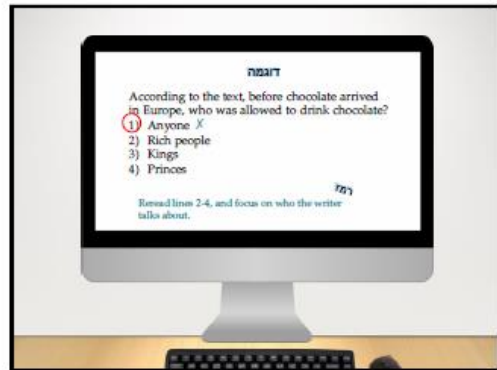 דוגמה
According to the text, before chocolate arrived
in Europe, who was allowed to drink chocolate?
1) Anyone X
2) Rich people
3) Kings
4) Princes
רמז
Reread lines 2-4, and focus on who the writer
talks about.